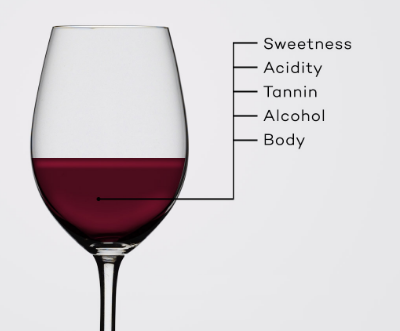 Sweetness
Acidity
Tannin
Alcohol
Body